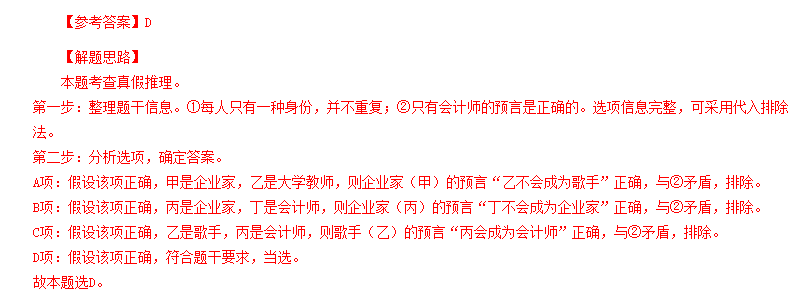 【参考答案】D
【解题思路】
本题考查真假推理。
第一步：整理题干信息。①每人只有一种身份，并不重复；②只有会计师的预言是正确的。选项信息完整，可采用代入排除
法。
第二步：分析选项，确定答案。
A项：假设该项正确，甲是企业家，乙是大学教师，则企业家（甲）的预言“乙不会成为歌手”正确，与②矛盾，排除。
B项：假设该项正确，丙是企业家，丁是会计师，则企业家（丙）的预言“丁不会成为企业家”正确，与②矛盾，排除。
C项：假设该项正确，乙是歌手，丙是会计师，则歌手（乙）的预言“丙会成为会计师”正确，与②矛盾，排除。
D项：假设该项正确，符合题干要求，当选。
故本题选D。